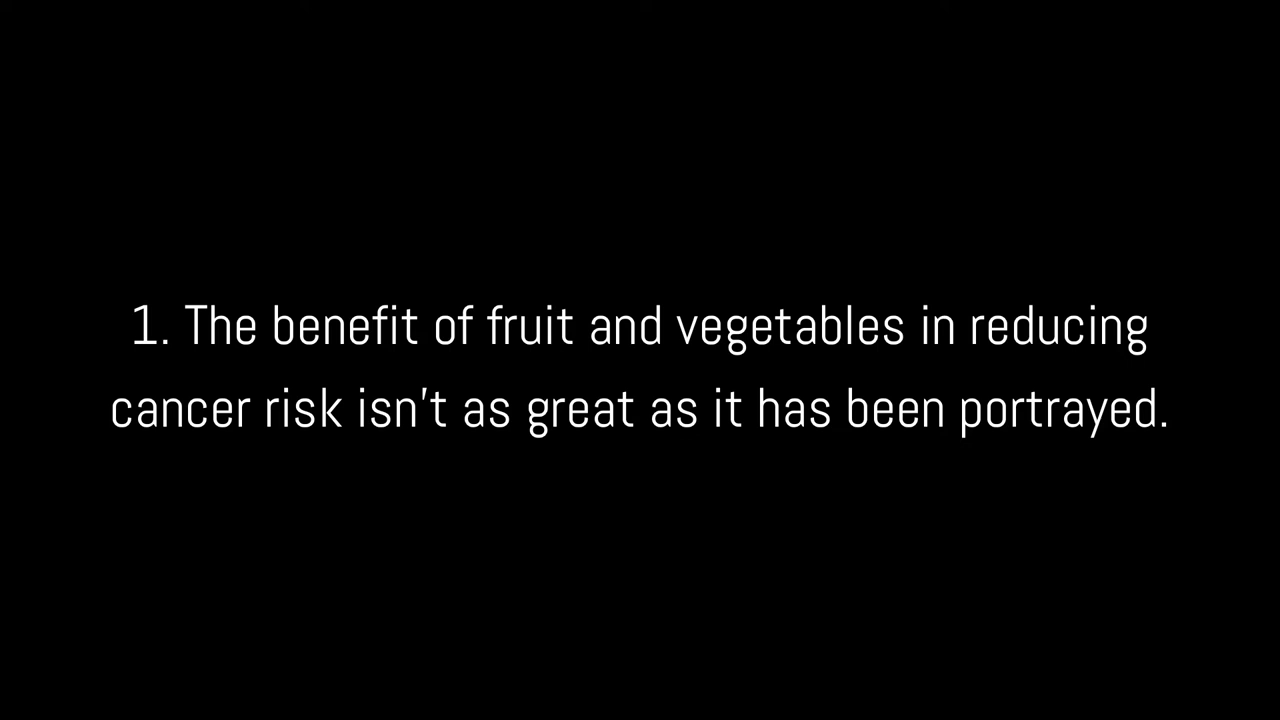 1. The benefit of fruit and vegetables in reducing
cancer risk isn't as great as it has been portrayed.